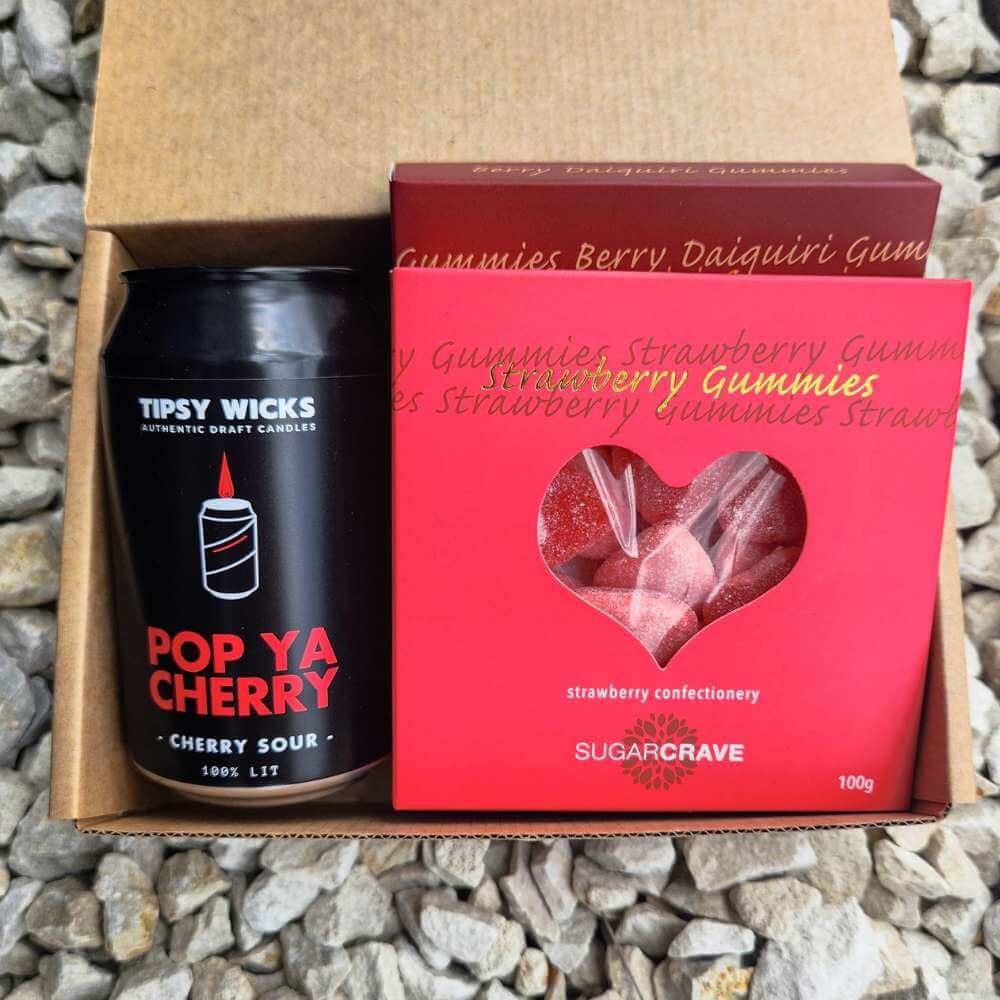 TIPSY WICKS
AUTHENTIC DRAFT CANDLES
POP YA
CHERRY
- CHERRY SOUR -
100% LIT
Berry Daiquiri Gummies
Gummies Berry Daiquiri Gum
y Gummies Strawberry Gumm
Strawberry Gummies
es Strawberry Gummies Strawb
strawberry confectionery
SUGARCRAVE
100g